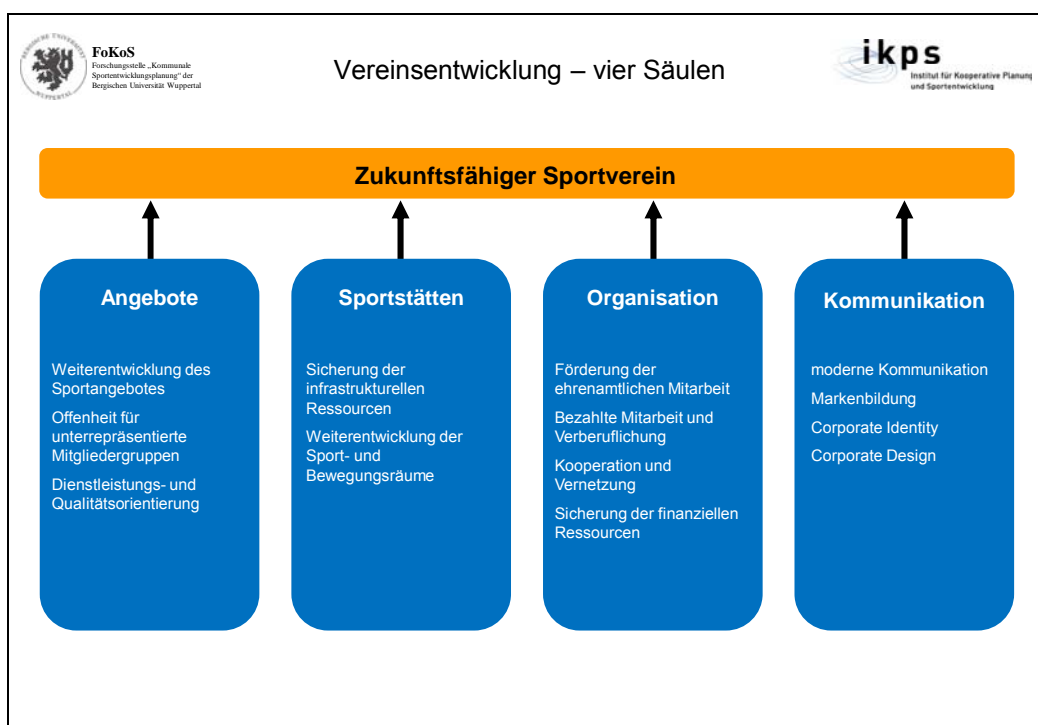 FoKoS
Forschungsstelle „Kommunale
Sportentwicklungsplanung“ der
Bergischen Universität Wuppertal
Vereinsentwicklung – vier Säulen
ikps
Institut für Kooperative Planung
und Sportentwicklung
Zukunftsfähiger Sportverein
Angebote
Weiterentwicklung des
Sportangebotes
Offenheit für
unterrepräsentierte
Mitgliedergruppen
Dienstleistungs- und
Qualitätsorientierung
Sportstätten
Sicherung der
infrastrukturellen
Ressourcen
Weiterentwicklung der
Sport- und
Bewegungsräume
Organisation
Förderung der
ehrenamtlichen Mitarbeit
Bezahlte Mitarbeit und
Verberuflichung
Kooperation und
Vernetzung
Sicherung der finanziellen
Ressourcen
Kommunikation
moderne Kommunikation
Markenbildung
Corporate Identity
Corporate Design